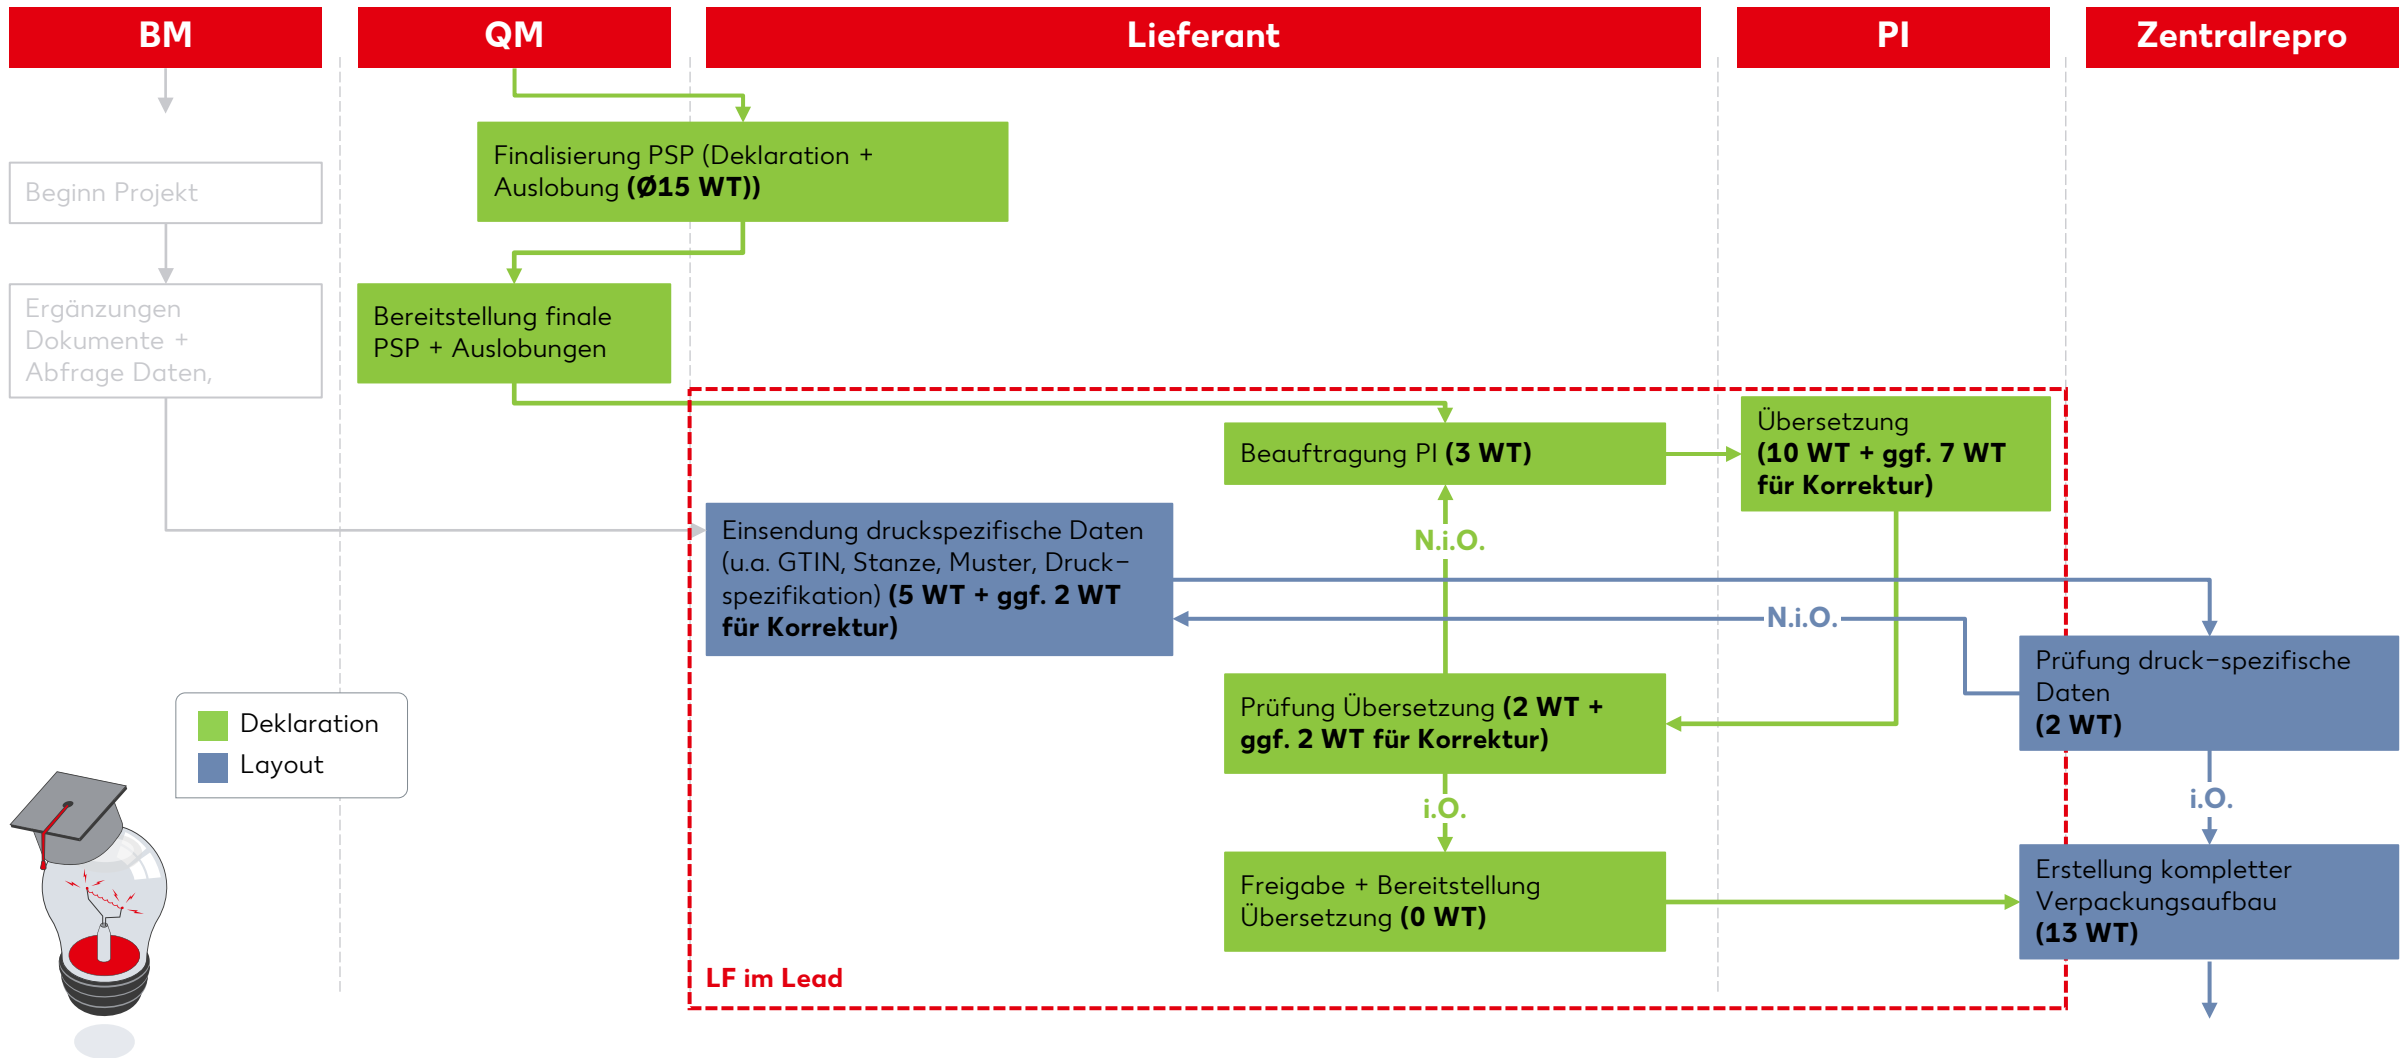 BM
QM
Lieferant
PI
Zentralrepro
Finalisierung PSP (Deklaration +
Auslobung (Ø15 WT))
Beginn Projekt
Ergänzungen
Dokumente +
Abfrage Daten,
Bereitstellung finale
PSP + Auslobungen
Beauftragung PI (3 WT)
Übersetzung
(10 WT + ggf. 7 WT
für Korrektur)
Einsendung druckspezifische Daten
(u.a. GTIN, Stanze, Muster, Druck-
spezifikation) (5 WT + ggf. 2 WT
für Korrektur)
N.i.O.
N.i.O.
Prüfung druck-spezifische
Daten
(2 WT)
Prüfung Übersetzung (2 WT +
ggf. 2 WT für Korrektur)
Deklaration
Layout
i.O.
i.O.
Freigabe + Bereitstellung
Übersetzung (0 WT)
Erstellung kompletter
Verpackungsaufbau
(13 WT)
LF im Lead